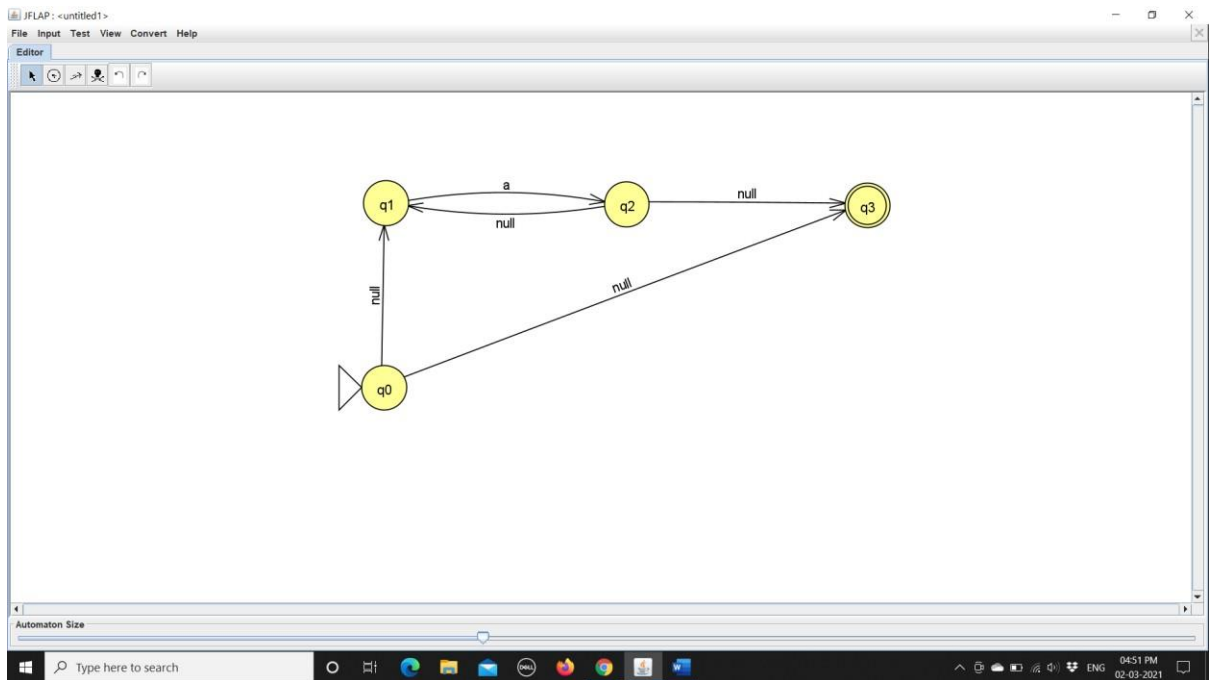 JFLAP : <untitled1>
File Input Test View Convert Help
Editor
a
q1
q2
null
q3
null
null
null
q0
Automaton Size
Type here to search
DELL
W
ENG
04:51 PM
02-03-2021